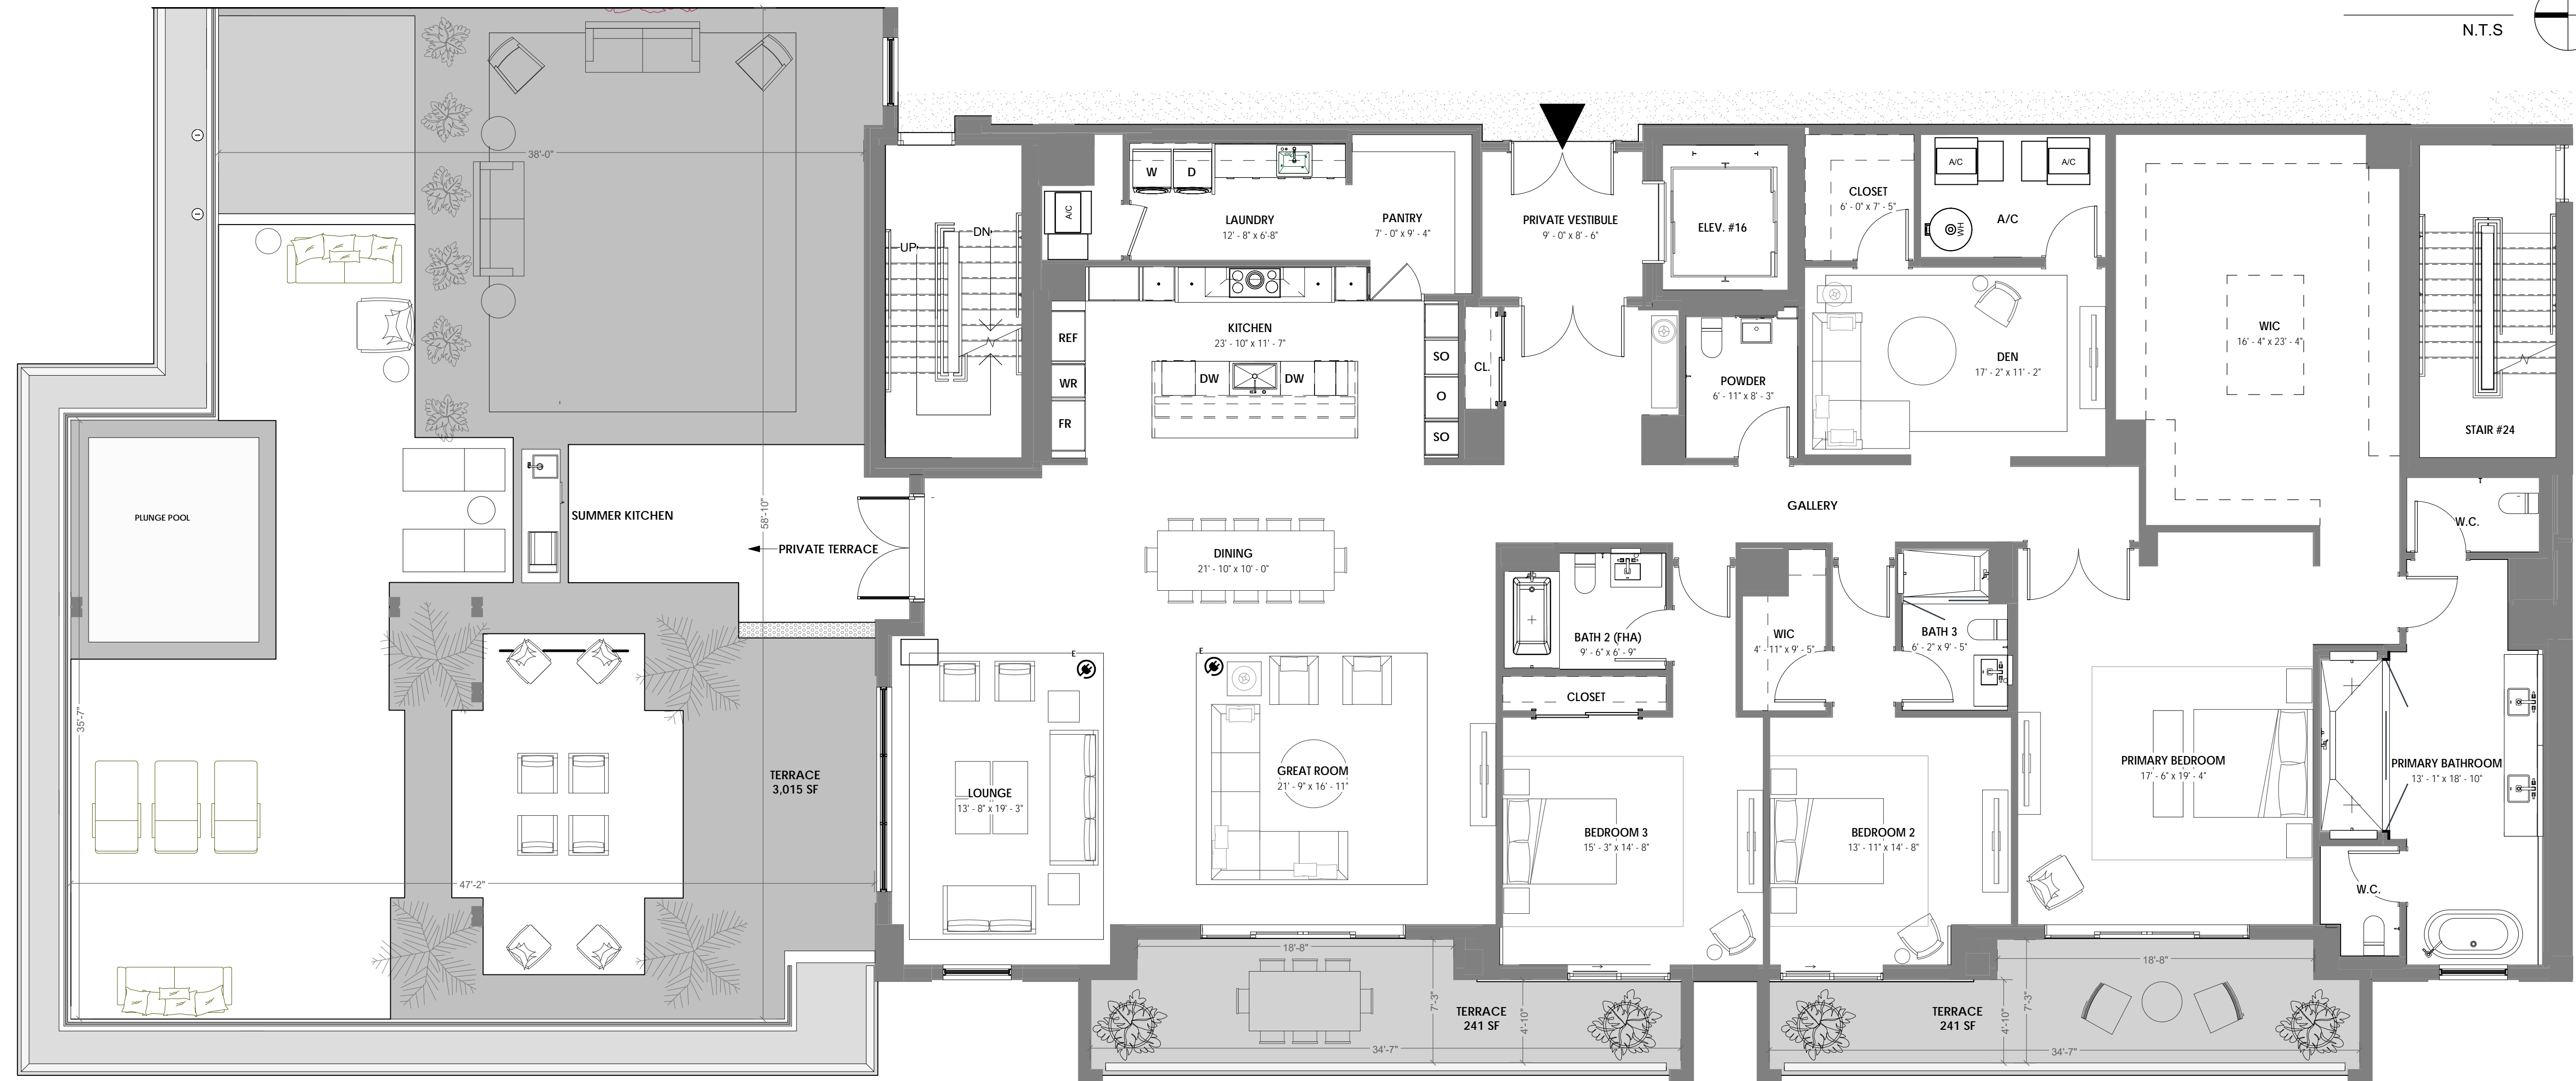 N.T.S
38'-0"
W
D
A/C
LAUNDRY
12' - 8" x 6'-8"
PANTRY
7' - 0" x 9' - 4"
PRIVATE VESTIBULE
9' - 0" x 8' - 6"
ELEV. #16
CLOSET
6' - 0" x 7' - 5"
A/C
A/C
A/C
WH
UP
DN
KITCHEN
23' - 10" x 11' - 7"
REF
WR
FR
DW
DW
SO
O
SO
CL.
POWDER
6' - 11" x 8' - 3"
DEN
17' - 2" x 11' - 2"
WIC
16' - 4" x 23' - 4"
STAIR #24
PLUNGE POOL
SUMMER KITCHEN
58'-10"
PRIVATE TERRACE
GALLERY
W.C.
DINING
21' - 10" x 10' - 0"
BATH 2 (FHA)
9' - 6" x 6' - 9"
WIC
4' - 11" x 9' - 5"
BATH 3
6' - 2" x 9' - 5"
E
E
CLOSET
35'-7"
TERRACE
3,015 SF
LOUNGE
13' - 8" x 19' - 3"
GREAT ROOM
21' - 9" x 16' - 11"
BEDROOM 3
15' - 3" x 14' - 8"
BEDROOM 2
13' - 11" x 14' - 8"
PRIMARY BEDROOM
17' - 6" x 19' - 4"
PRIMARY BATHROOM
13' - 1" x 18' - 10"
W.C.
47'-2"
18'-8"
7'-3"
4'-10"
TERRACE
241 SF
34'-7"
18'-8"
TERRACE
241 SF
4'-10"
7'-3"
34'-7"